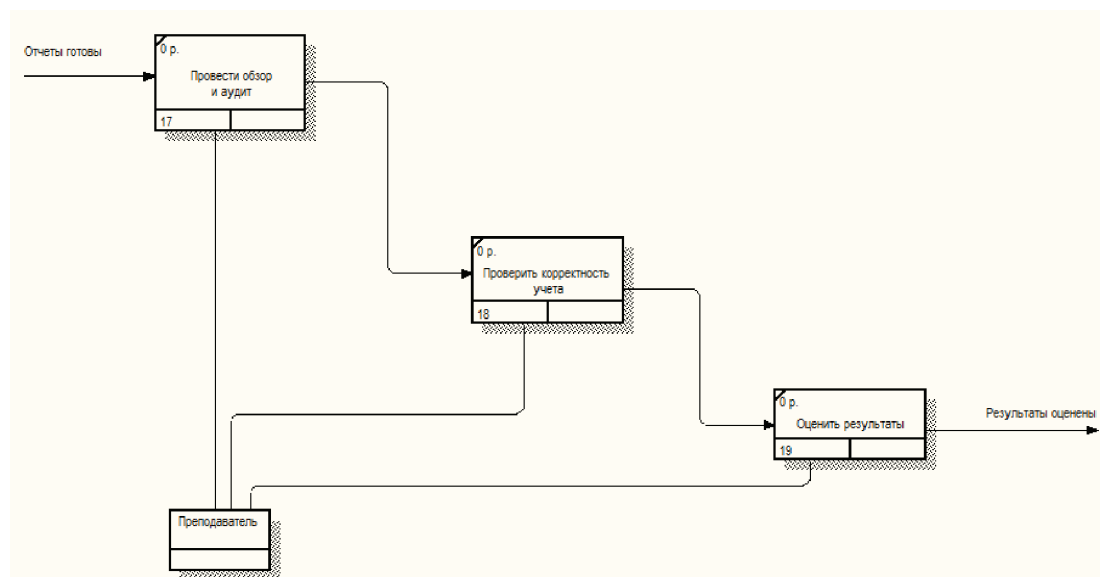 Отчеты готовы
0 р.
Провести обзор
и аудит
17
0 р.
Проверить корректность
учета
18
0 р.
Оценить результаты
19
Результаты оценены
Преподаватель